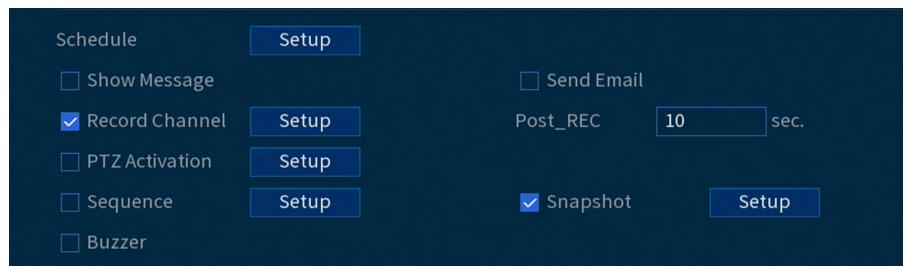 Schedule Setup
Show Message Send Email
Record Channel Setup Post_REC 10 sec.
PTZ Activation Setup
Sequence Setup Snapshot Setup
Buzzer